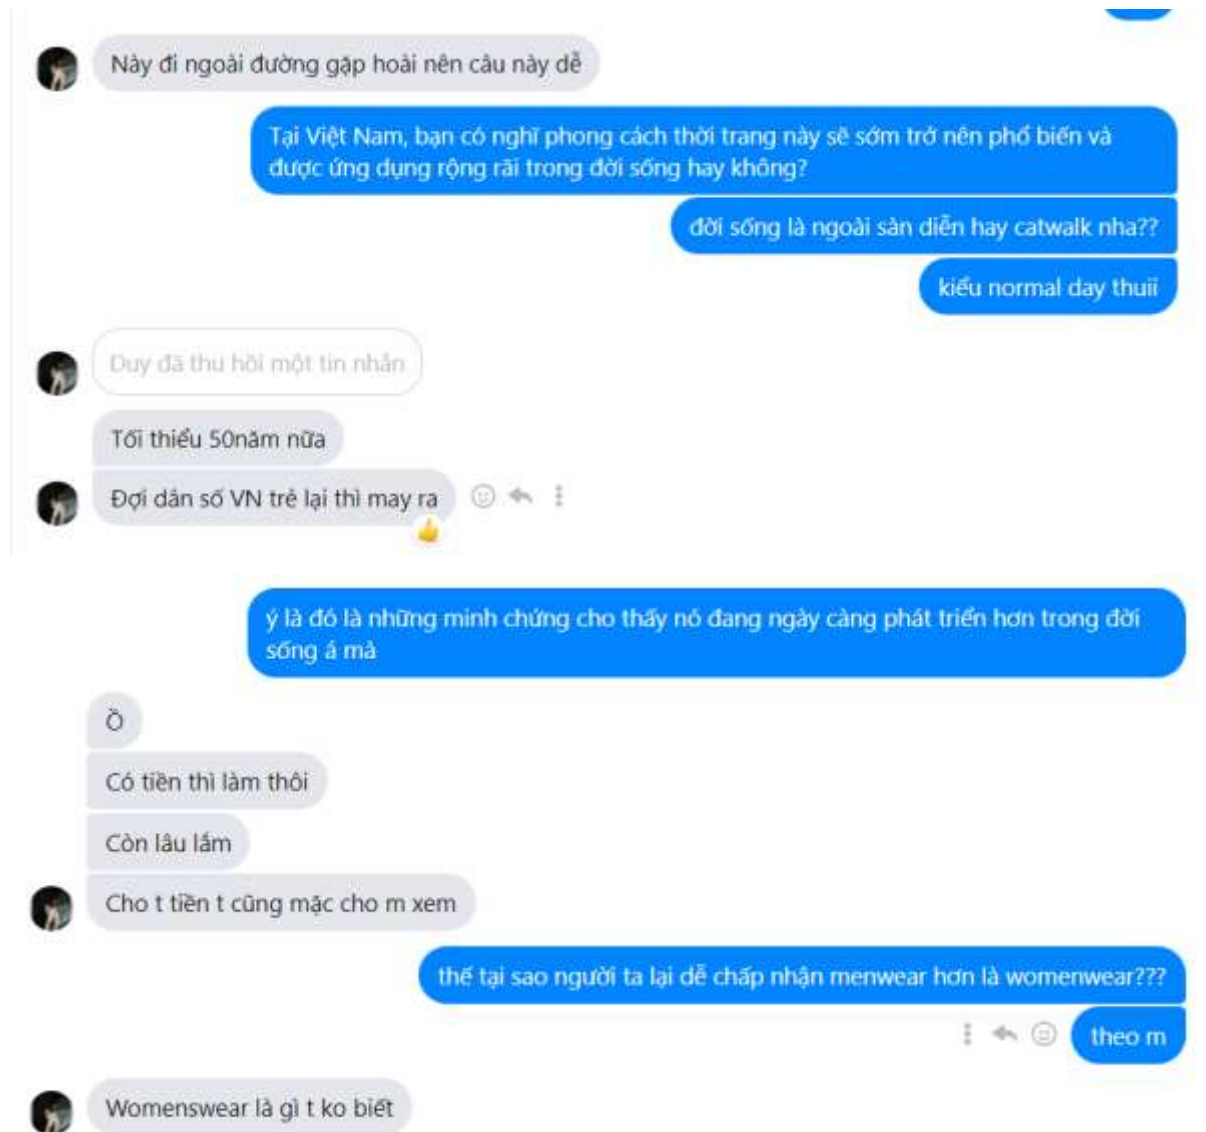 Này đi ngoài đường gặp hoài nên câu này dễ
Tại Việt Nam, bạn có nghĩ phong cách thời trang này sẽ sớm trở nên phổ biến và
được ứng dụng rộng rãi trong đời sống hay không?
đời sống là ngoài sàn diễn hay catwalk nha??
kiểu normal day thuii
Duy đã thu hồi một tin nhắn
Tối thiểu 50năm nữa
Đợi dân số VN trẻ lại thì may ra
ý là đó là những minh chứng cho thấy nó đang ngày càng phát triển hơn trong đời
sống á mà
Ồ
Có tiền thì làm thôi
Còn lâu lắm
Cho t tiền t cũng mặc cho m xem
thế tại sao người ta lại dễ chấp nhận menwear hơn là womenwear???
theo m
Womenswear là gì t ko biết